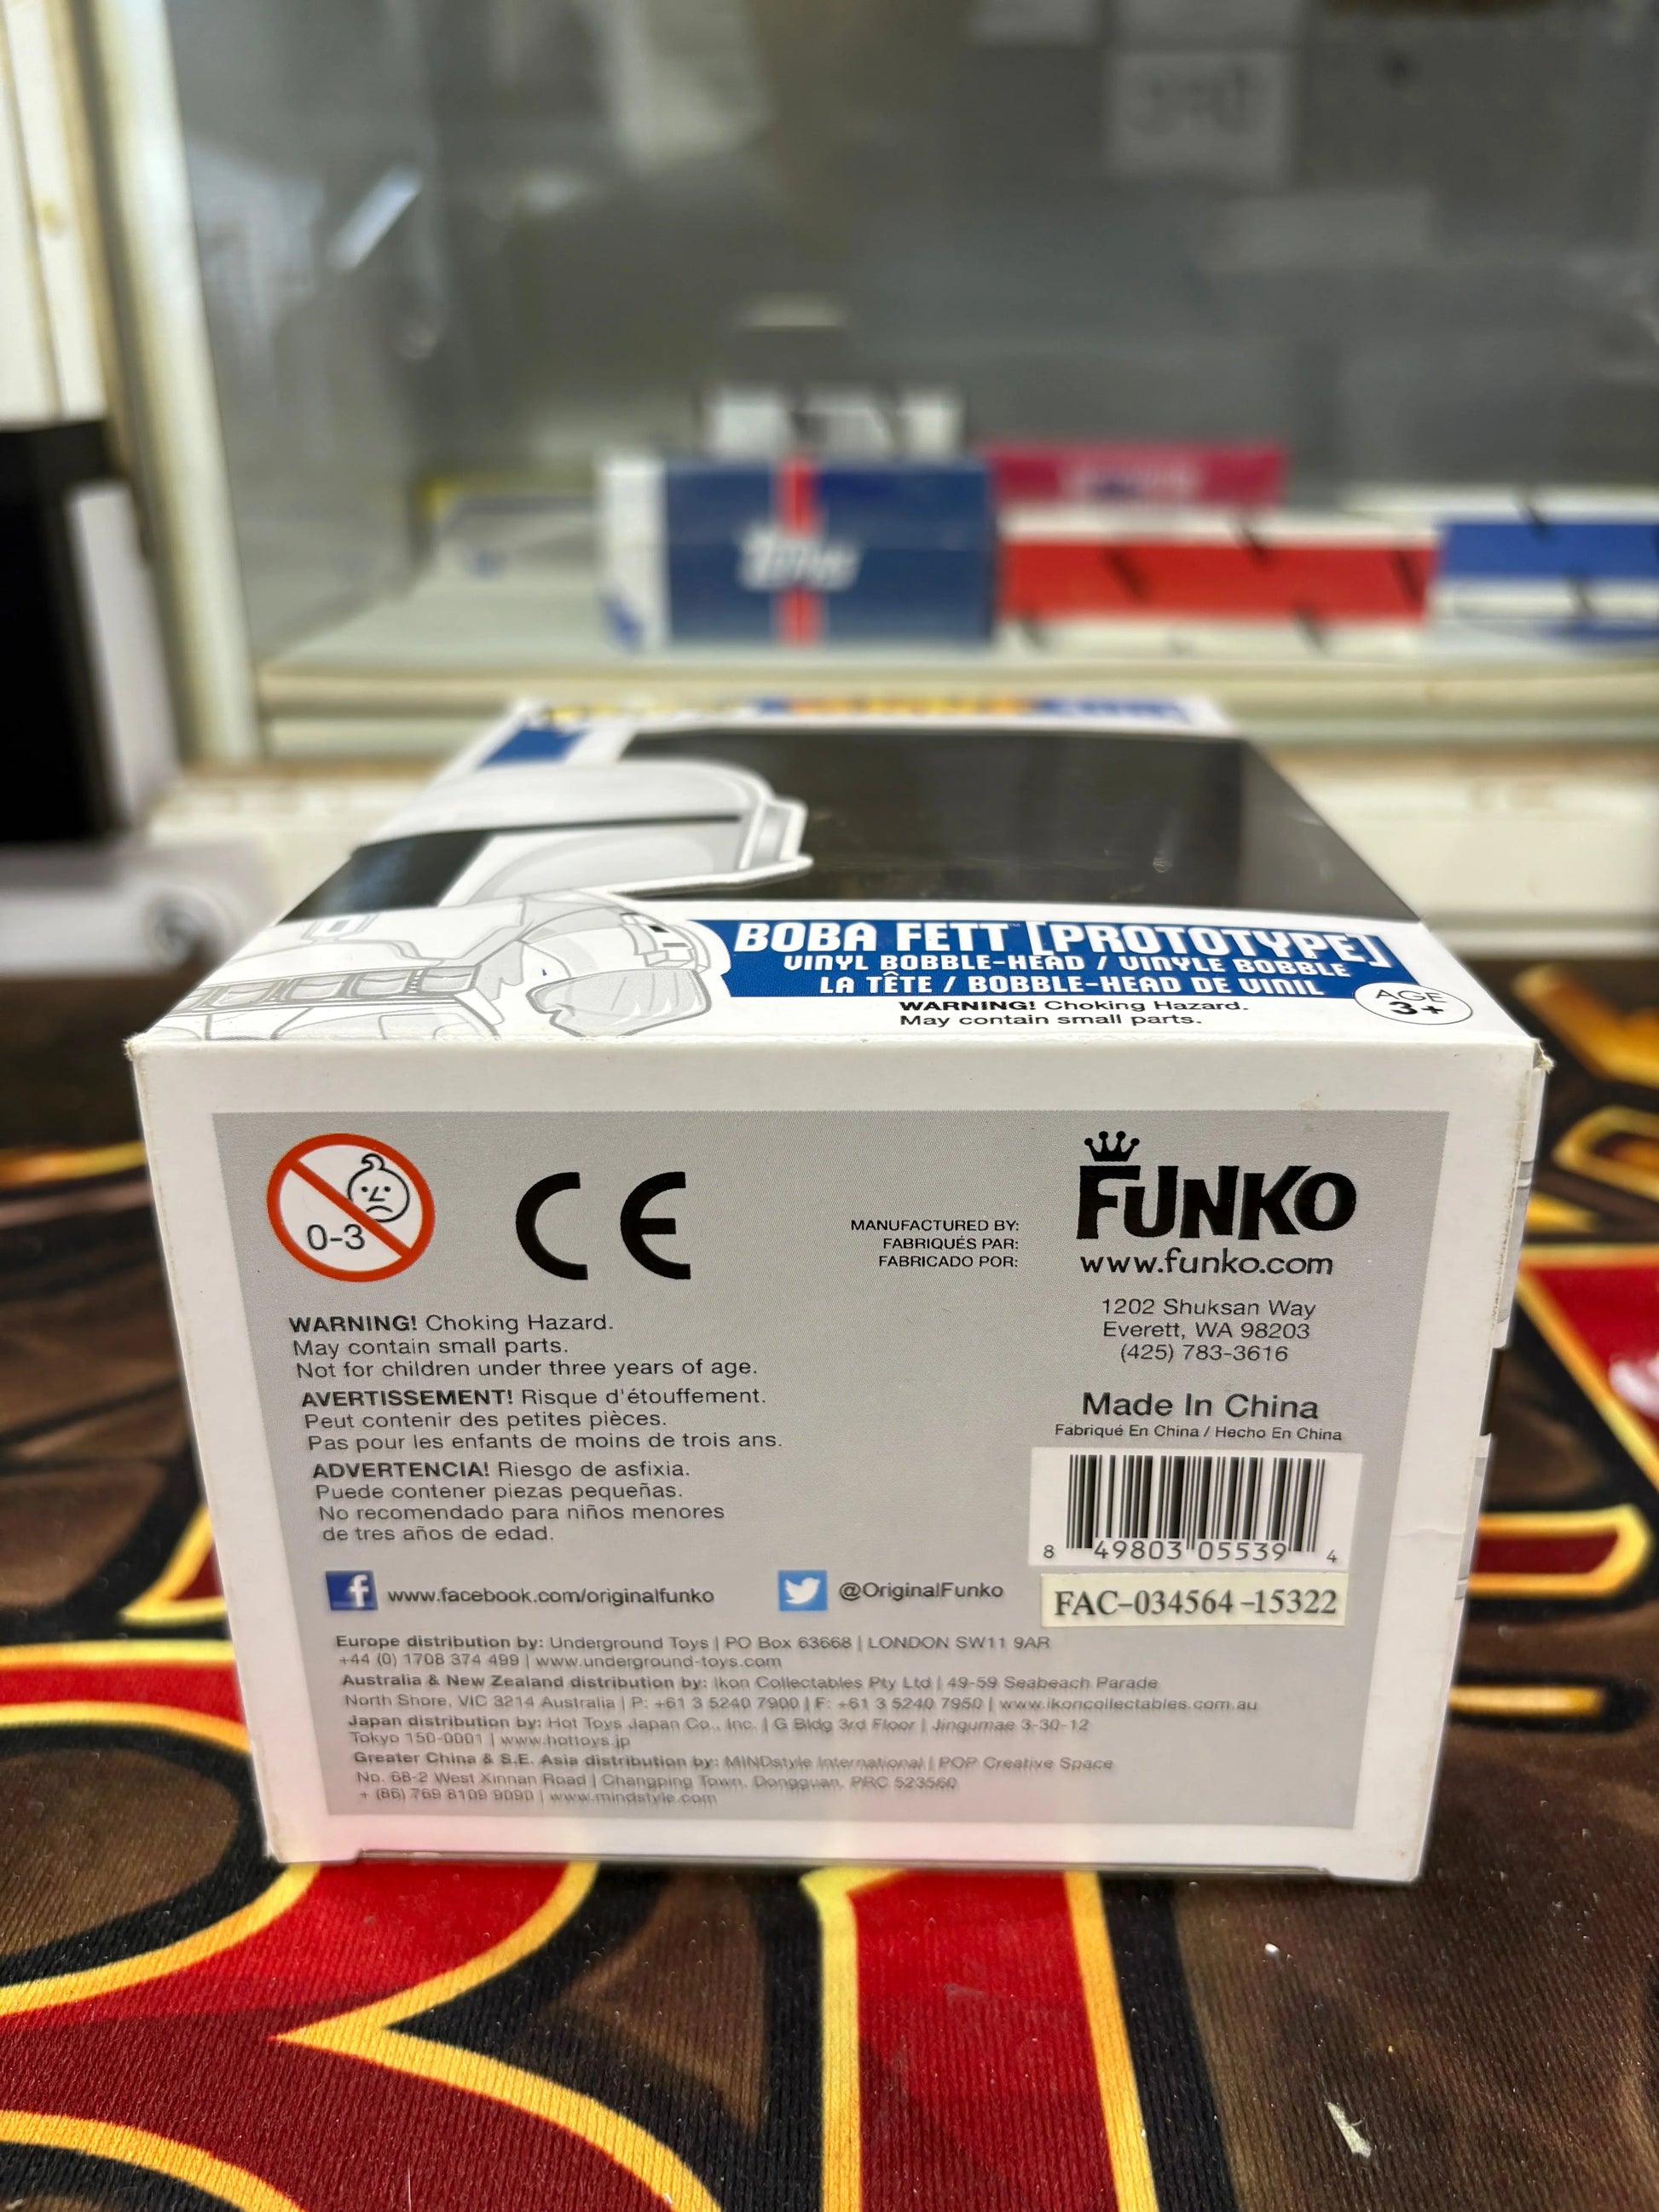 Topps
BOBA FETT™ [PROTOTYPE]
VINYL BOBBLE-HEAD / VINYLE BOBBLE
LA TÊTE / BOBBLE-HEAD DE VINIL
WARNING! Choking Hazard.
May contain small parts.
AGE
3+
0-3
CE
MANUFACTURED BY:
FABRIQUÉS PAR:
FABRICADO POR:
FUNKO
www.funko.com
1202 Shuksan Way
Everett, WA 98203
(425) 783-3616
WARNING! Choking Hazard.
May contain small parts.
Not for children under three years of age.
AVERTISSEMENT! Risque d'étouffement.
Peut contenir des petites pièces.
Pas pour les enfants de moins de trois ans.
ADVERTENCIA! Riesgo de asfixia.
Puede contener piezas pequeñas.
No recomendado para niños menores
de tres años de edad.
Made In China
Fabriqué En China / Hecho En China
8 49803 05539 4
FAC-034564-15322
f www.facebook.com/originalfunko
@OriginalFunko
Europe distribution by: Underground Toys | PO Box 63668 | LONDON SW11 9AR
+44 (0) 1708 374 499 | www.underground-toys.com
Australia & New Zealand distribution by: Ikon Collectables Pty Ltd | 49-59 Seabeach Parade
North Shore, VIC 3214 Australia | P: +61 3 5240 7900 | F: +61 3 5240 7950 | www.ikoncollectables.com.au
Japan distribution by: Hot Toys Japan Co., Inc. | G Bldg 3rd Floor | Jingumae 3-30-12
Tokyo 150-0001 | www.hottoys.jp
Greater China & S.E. Asia distribution by: MINDstyle International | POP Creative Space
No. 68-2 West Xinnan Road | Changping Town, Dongguan, PRC 523560
+ (86) 769 8109 9090 | www.mindstyle.com